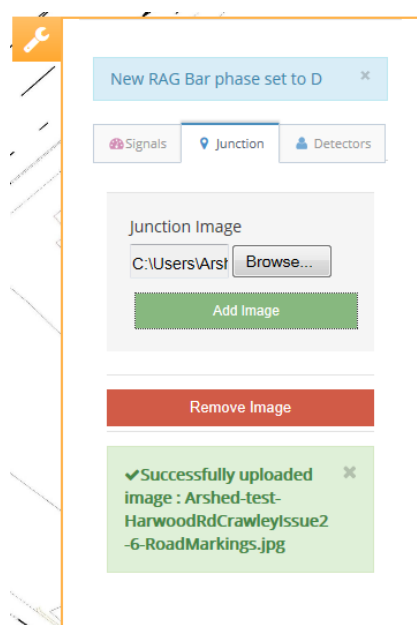 New RAG Bar phase set to D ×
Signals Junction Detectors
Junction Image
C:\Users\Arsh Browse...
Add Image
Remove Image
✔Successfully uploaded ×
image : Arshed-test-
HarwoodRdCrawleyIssue2
-6-RoadMarkings.jpg